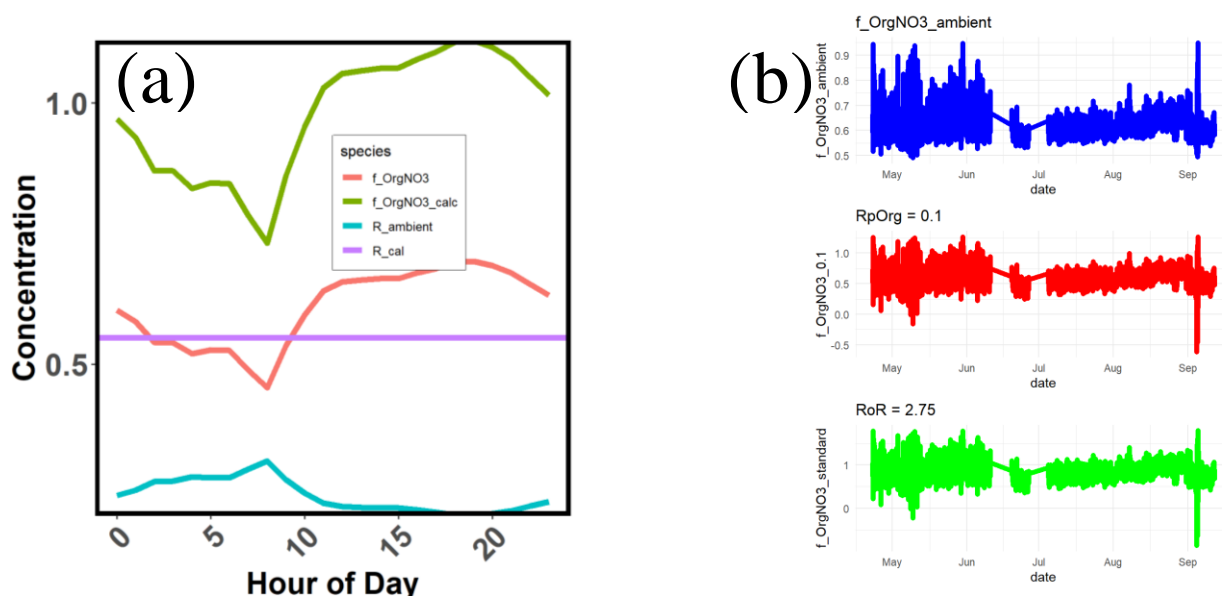 (a)
1.0
0.5
Concentration
species
f_OrgNO3
f_OrgNO3_calc
R_ambient
R_cal
0 5 10 15 20
Hour of Day
(b)
f_OrgNO3_ambient
f_OrgNO3_ambient
0.9
0.8
0.7
0.6
0.5
May Jun Jul Aug Sep
date
RpOrg = 0.1
f_OrgNO3_0.1
1.0
0.5
0.0
-0.5
May Jun Jul Aug Sep
date
RoR = 2.75
f_OrgNO3_standard
1
0
May Jun Jul Aug Sep
date